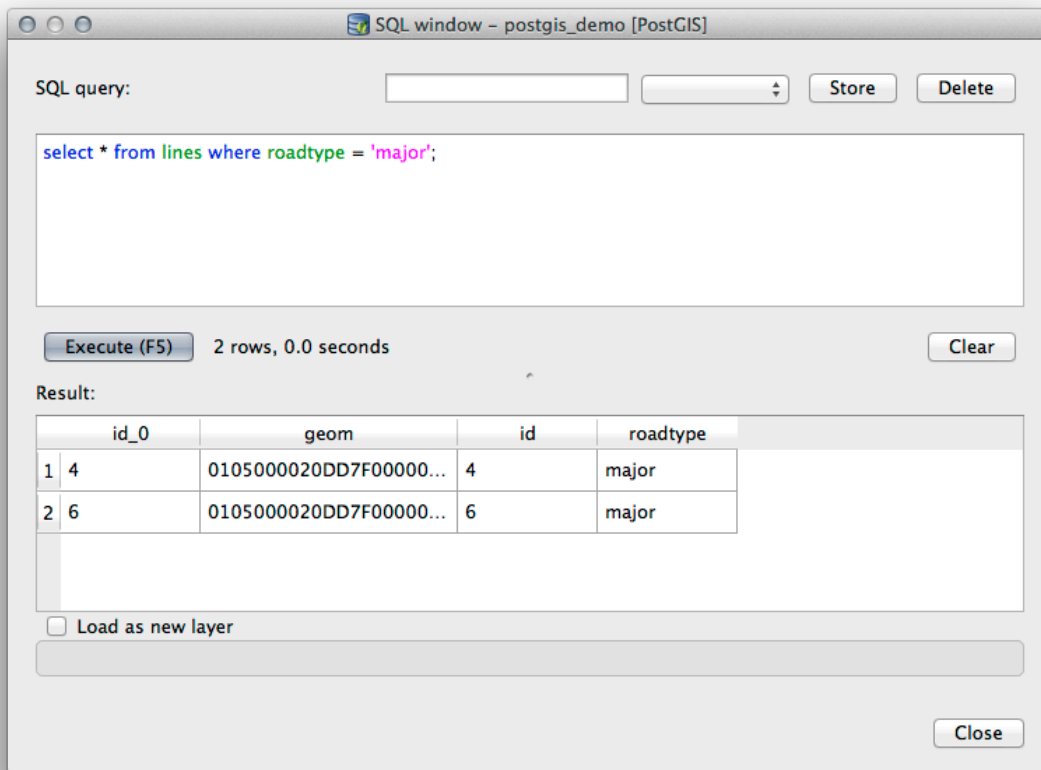 SQL window – postgis_demo [PostGIS]
SQL query:
Store
Delete
select * from lines where roadtype = 'major';
Execute (F5)
2 rows, 0.0 seconds
Clear
Result:
id_0 geom id roadtype
1 4 0105000020DD7F00000... 4 major
2 6 0105000020DD7F00000... 6 major
Load as new layer
Close